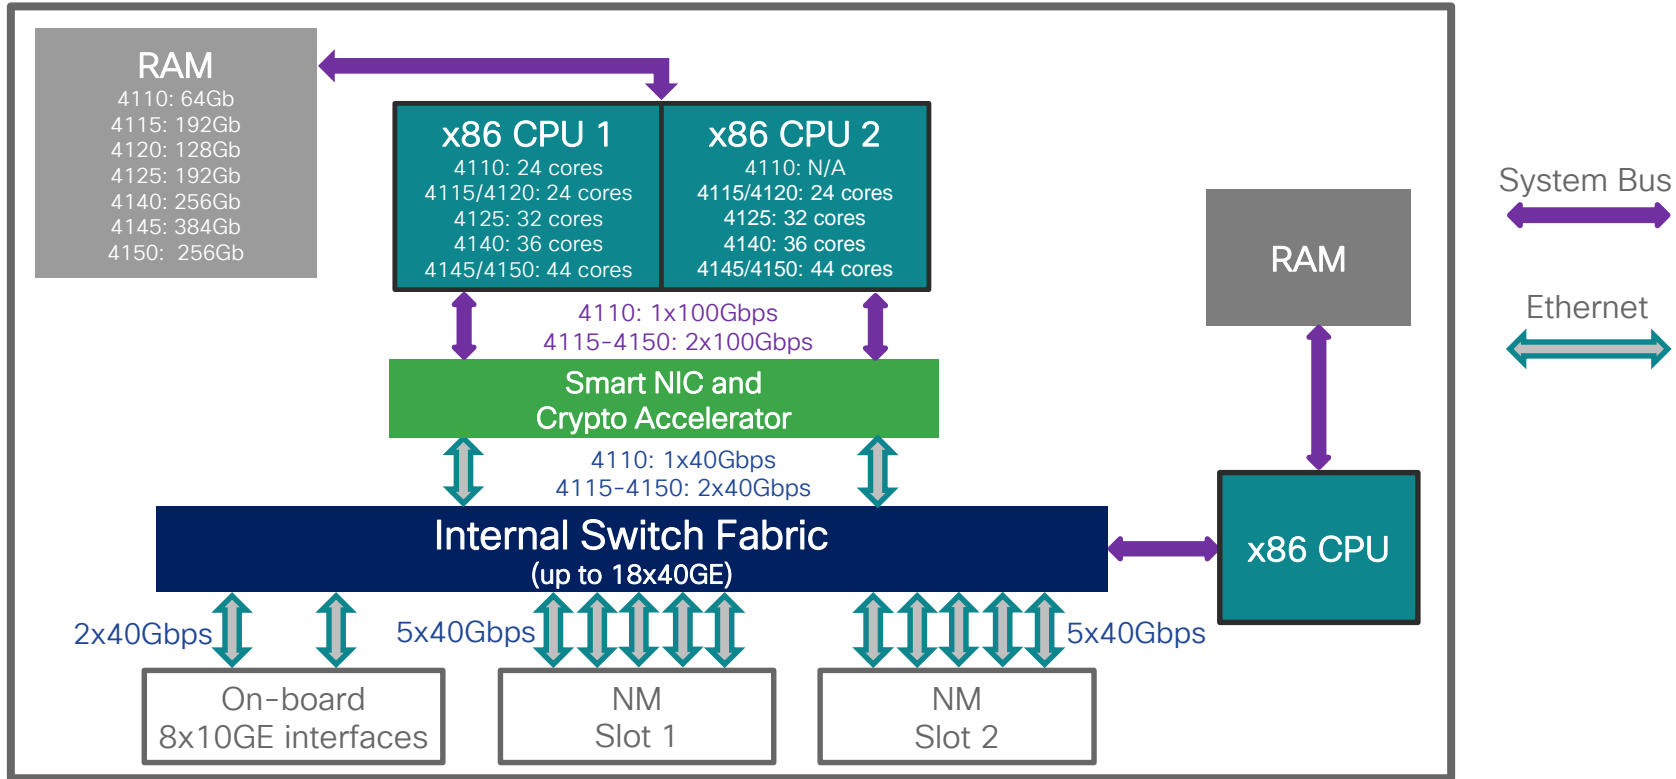 RAM
4110: 64Gb
4115: 192Gb
4120: 128Gb
4125: 192Gb
4140: 256Gb
4145: 384Gb
4150:  256Gb
x86 CPU 1
4110: 24 cores
4115/4120: 24 cores
4125: 32 cores
4140: 36 cores
4145/4150: 44 cores
x86 CPU 2
4110: N/A
4115/4120: 24 cores
4125: 32 cores
4140: 36 cores
4145/4150: 44 cores
System Bus
Ethernet
RAM
4110: 1x100Gbps
4115-4150: 2x100Gbps
Smart NIC and
Crypto Accelerator
4110: 1x40Gbps
4115-4150: 2x40Gbps
Internal Switch Fabric
(up to 18x40GE)
x86 CPU
2x40Gbps
5x40Gbps
5x40Gbps
On-board
8x10GE interfaces
NM
Slot 1
NM
Slot 2